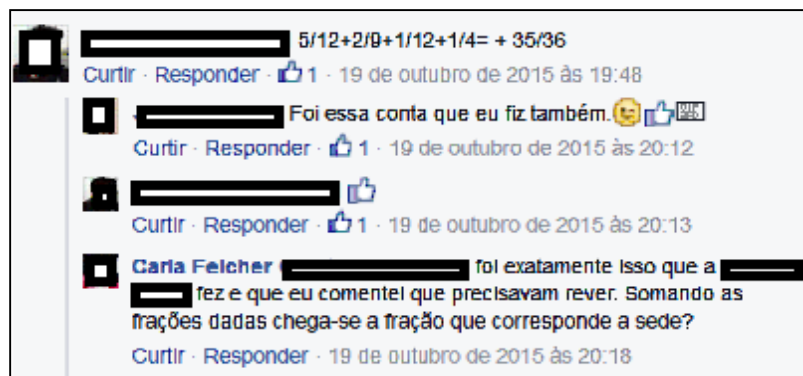 5/12+2/9+1/12+1/4= + 35/36
Curtir · Responder · 1 · 19 de outubro de 2015 às 19:48
Foi essa conta que eu fiz também.
Curtir · Responder · 1 · 19 de outubro de 2015 às 20:12
Curtir · Responder · 1 · 19 de outubro de 2015 às 20:13
Carla Felcher foi exatamente isso que a
fez e que eu comentei que precisavam rever. Somando as
frações dadas chega-se a fração que corresponde a sede?
Curtir · Responder · 19 de outubro de 2015 às 20:18